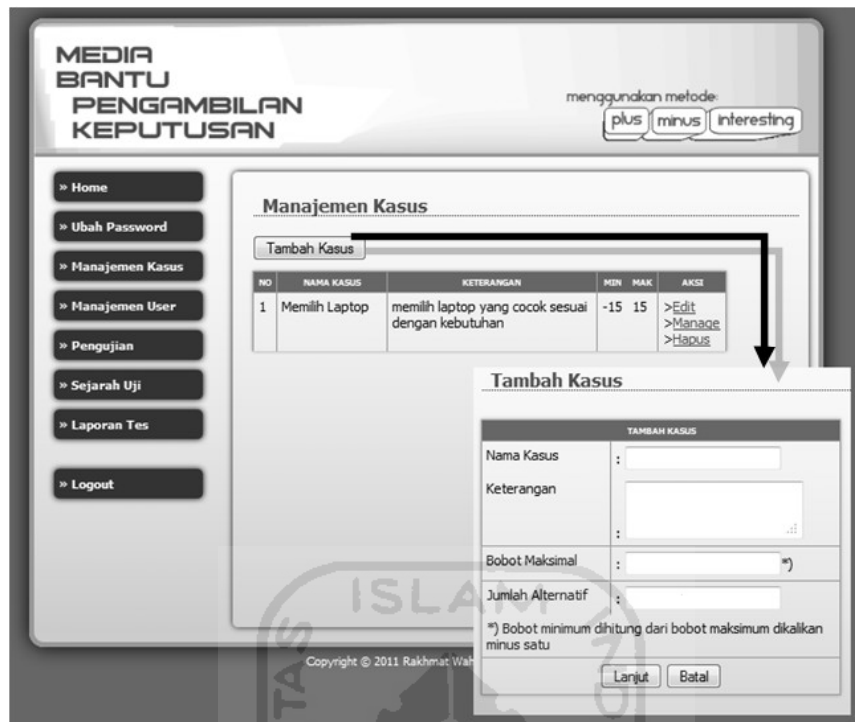 MEDIA
BANTU
PENGAMBILAN
KEPUTUSAN
menggunakan metode:
plus minus interesting
» Home
» Ubah Password
» Manajemen Kasus
» Manajemen User
» Pengujian
» Sejarah Uji
» Laporan Tes
» Logout
Manajemen Kasus
Tambah Kasus
NO NAMA KASUS KETERANGAN MIN MAK AKSI
1 Memilih Laptop memilih laptop yang cocok sesuai -15 15 >Edit
dengan kebutuhan >Manage
>Hapus
Tambah Kasus
TAMBAH KASUS
Nama Kasus :
Keterangan
:
Bobot Maksimal : *)
Jumlah Alternatif :
*) Bobot minimum dihitung dari bobot maksimum dikalikan
minus satu
Lanjut Batal
Copyright © 2011 Rakhmat Wah
ISLAM
TAS